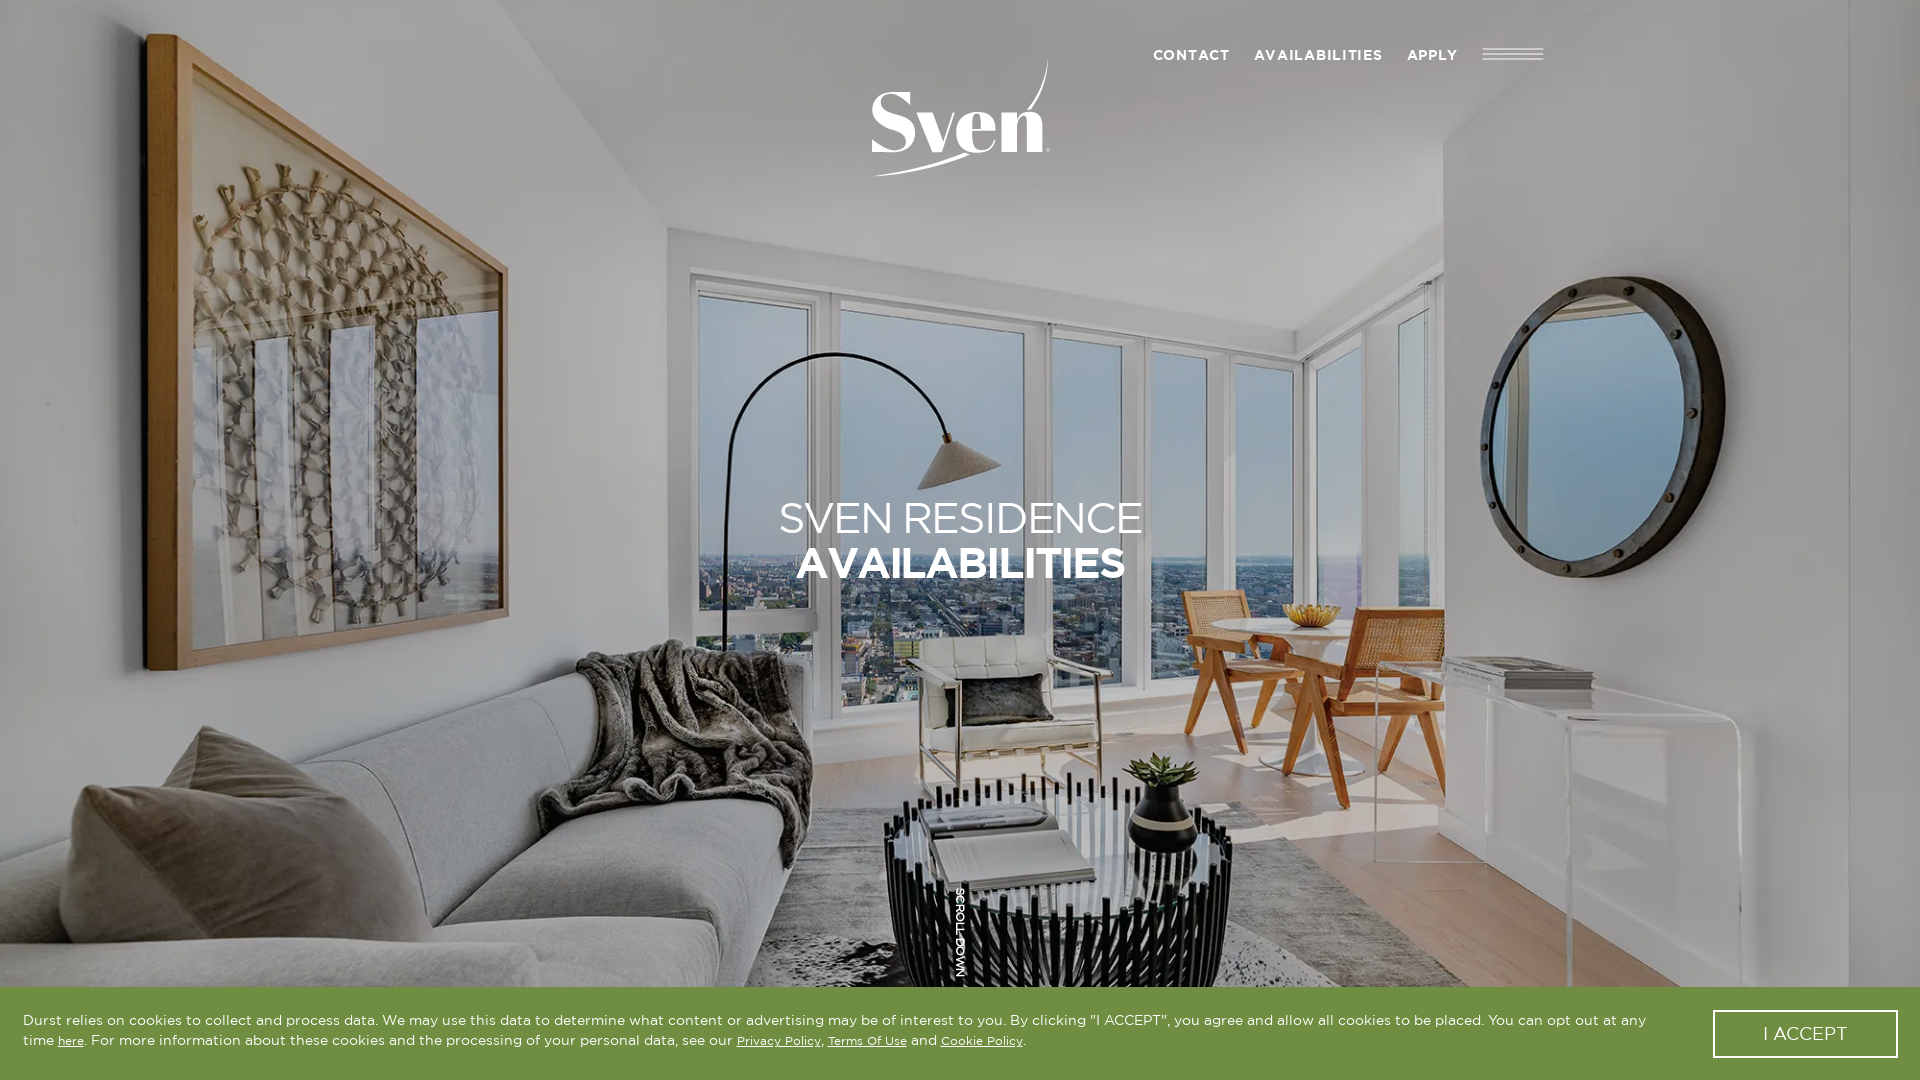 CONTACT AVAILABILITIES APPLY
Sven
SVEN RESIDENCE
AVAILABILITIES
SCROLL DOWN
Durst relies on cookies to collect and process data. We may use this data to determine what content or advertising may be of interest to you. By clicking "I ACCEPT", you agree and allow all cookies to be placed. You can opt out at any
time here. For more information about these cookies and the processing of your personal data, see our Privacy Policy, Terms Of Use and Cookie Policy.
I ACCEPT